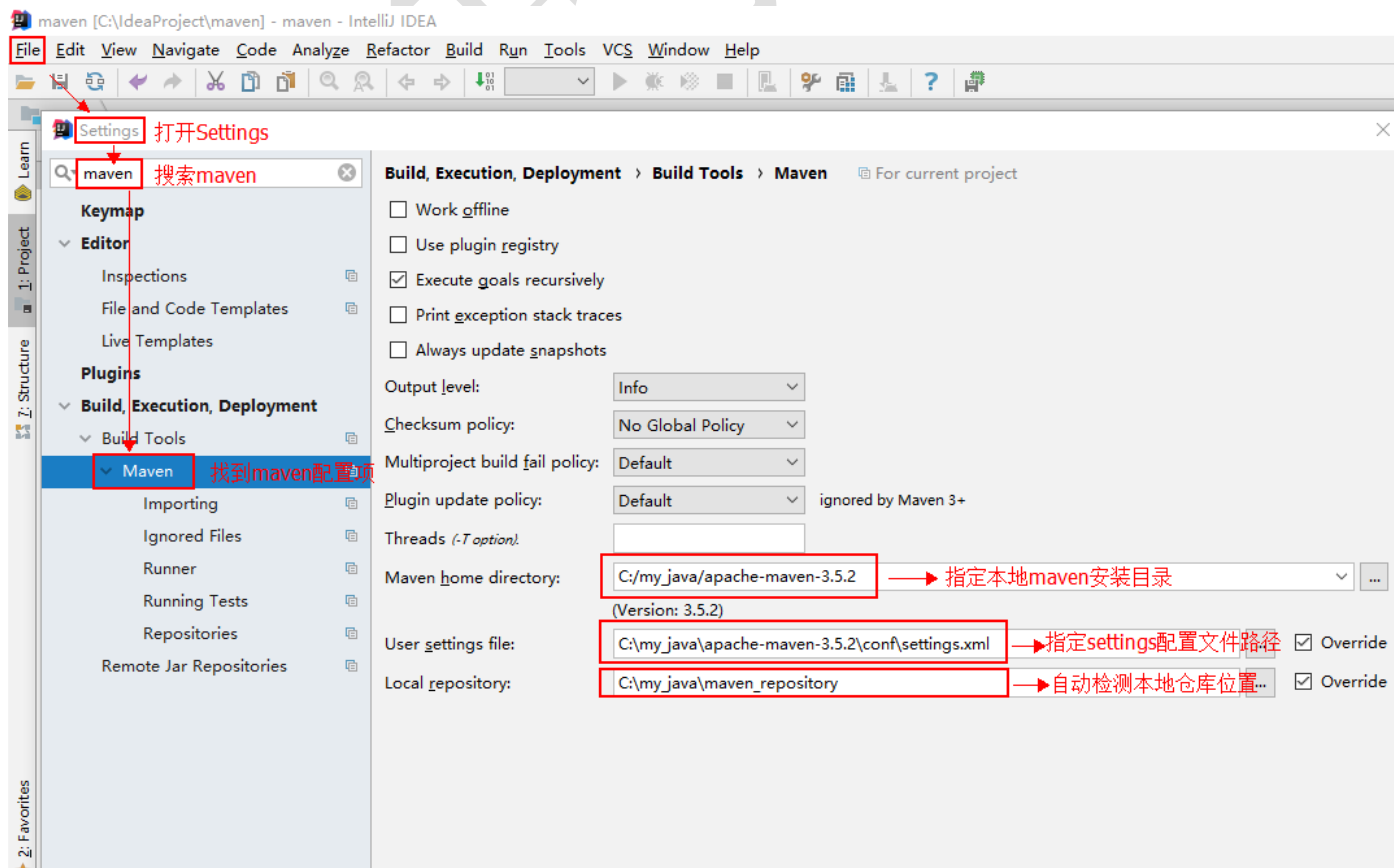 maven [C:\IdeaProject\maven] - maven - IntelliJ IDEA
File Edit View Navigate Code Analyze Refactor Build Run Tools VCS Window Help
Settings 打开Settings
maven 搜索maven
Keymap
Editor
Inspections
File and Code Templates
Live Templates
Plugins
Build, Execution, Deployment
Build Tools
Maven 找到maven配置项
Importing
Ignored Files
Runner
Running Tests
Repositories
Remote Jar Repositories
Build, Execution, Deployment › Build Tools › Maven For current project
Work offline
Use plugin registry
Execute goals recursively
Print exception stack traces
Always update snapshots
Output level: Info
Checksum policy: No Global Policy
Multiproject build fail policy: Default
Plugin update policy: Default ignored by Maven 3+
Threads (-T option).
Maven home directory: C:/my_java/apache-maven-3.5.2 指定本地maven安装目录 ...
(Version: 3.5.2)
User settings file: C:\my_java\apache-maven-3.5.2\conf\settings.xml 指定settings配置文件路径 Override
Local repository: C:\my_java\maven_repository 自动检测本地仓库位置 ... Override
Learn
1: Project
7: Structure
2: Favorites